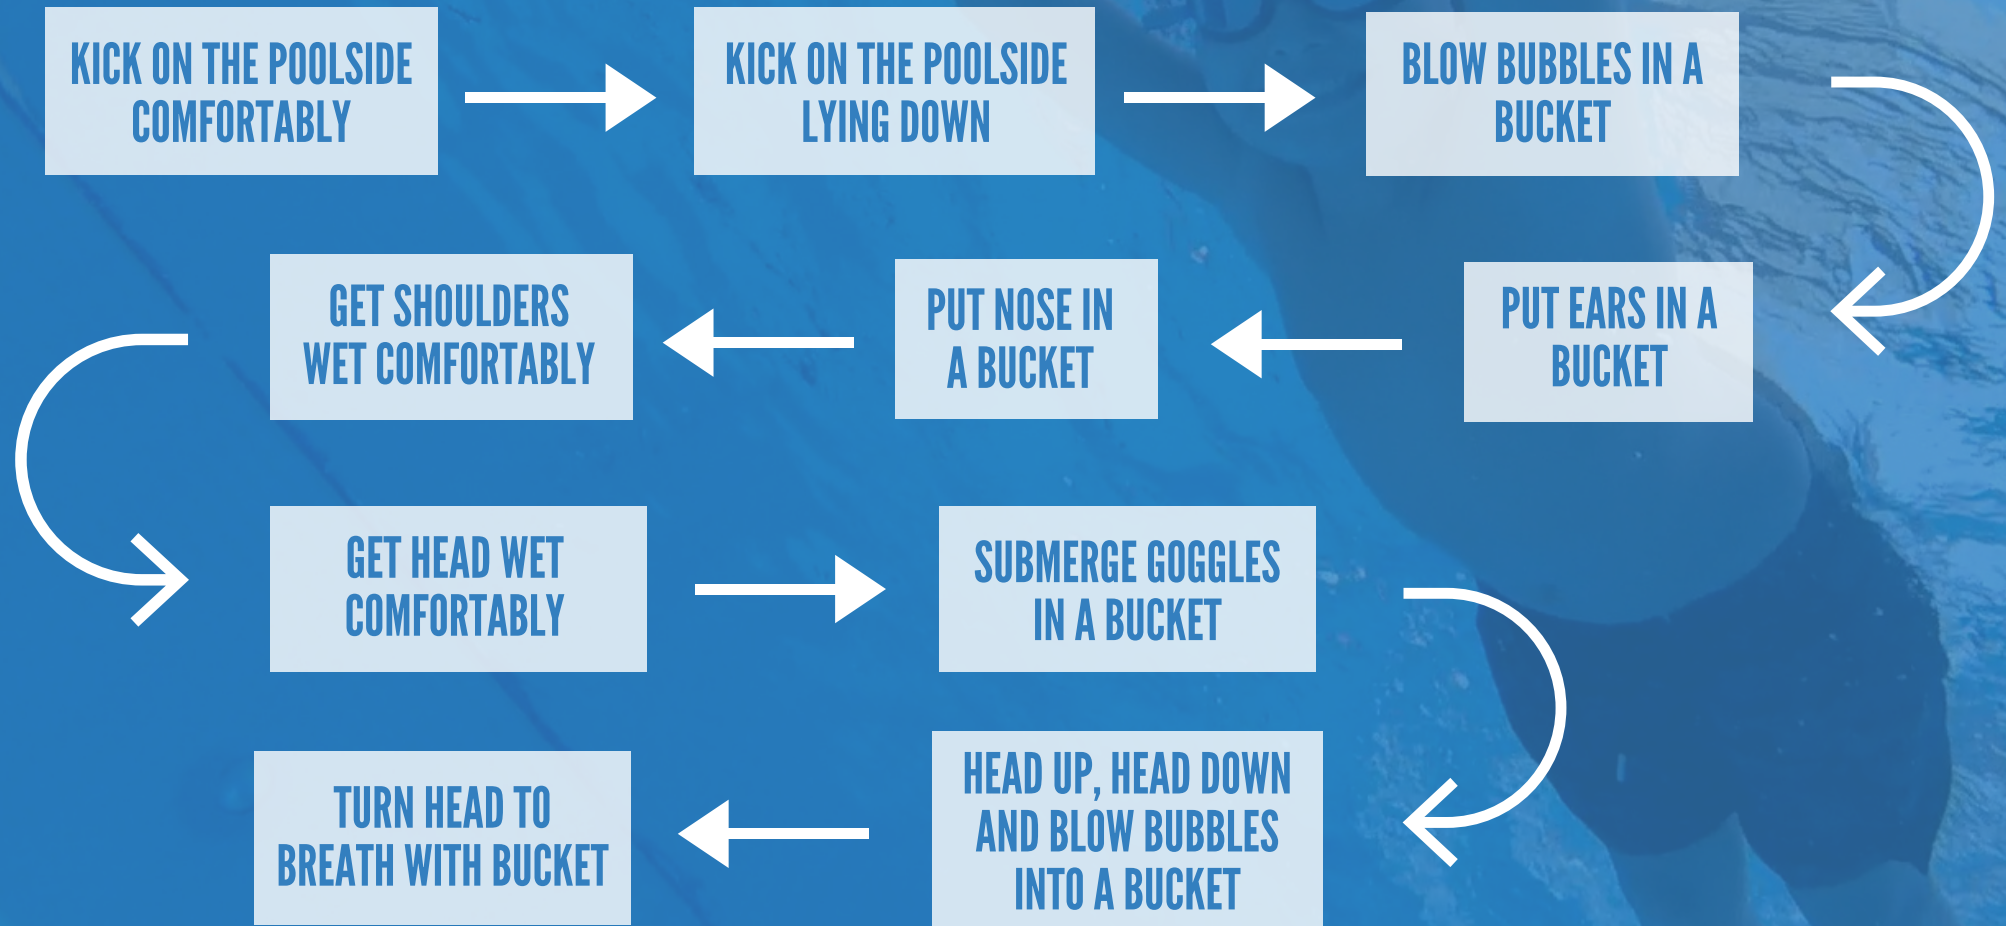 KICK ON THE POOLSIDE
COMFORTABLY
KICK ON THE POOLSIDE
LYING DOWN
BLOW BUBBLES IN A
BUCKET
PUT EARS IN A
BUCKET
PUT NOSE IN
A BUCKET
GET SHOULDERS
WET COMFORTABLY
GET HEAD WET
COMFORTABLY
SUBMERGE GOGGLES
IN A BUCKET
HEAD UP, HEAD DOWN
AND BLOW BUBBLES
INTO A BUCKET
TURN HEAD TO
BREATH WITH BUCKET